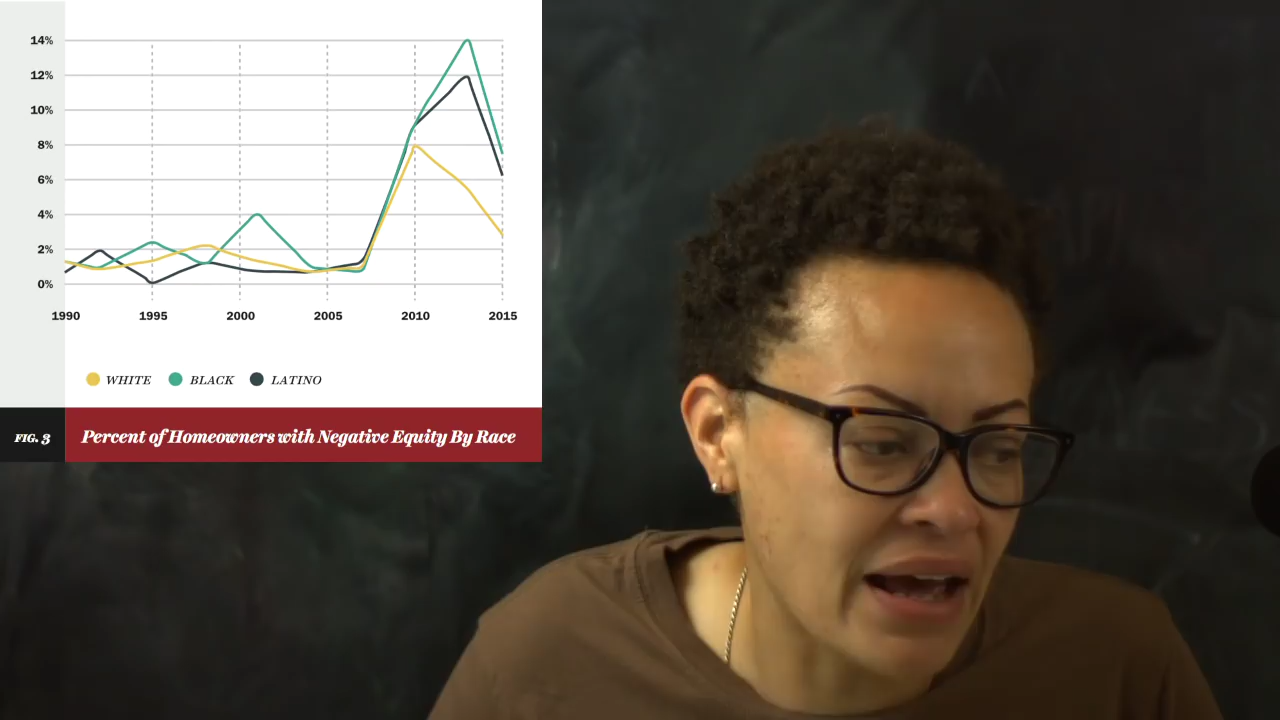 14%
12%
10%
8%
6%
4%
2%
0%
1990 1995 2000 2005 2010 2015
WHITE BLACK LATINO
FIG. 3 Percent of Homeowners with Negative Equity By Race